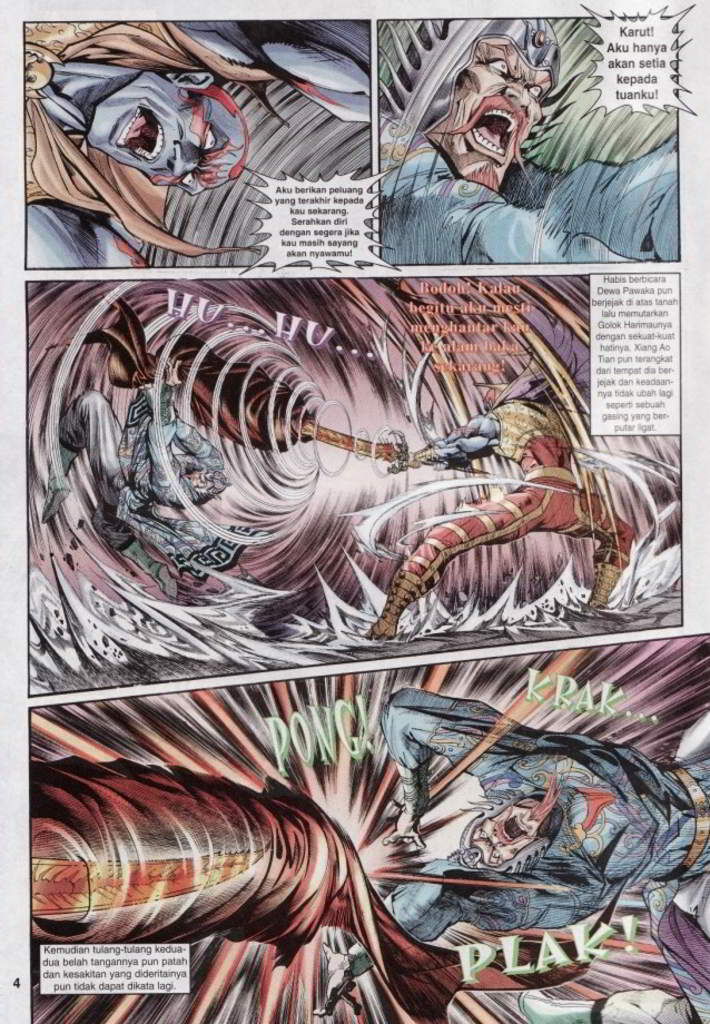 Aku berikan peluang
yang terakhir kepada
kau sekarang.
Serahkan diri
dengan segera jika
kau masih sayang
akan nyawamu!
Karut!
Aku hanya
akan setia
kepada
tuanku!
HU...HU...
Bodoh! Kalau
begitu aku mesti
menghantar kau
ke alam baka
sekarang!
Habis berbicara
Dewa Pawaka pun
berjejak di atas tanah
lalu memutarkan
Golok Harimaunya
dengan sekuat-kuat
hatinya. Xiang Ao
Tian pun terangkat
dari tempat dia ber-
jejak dan keadaan-
nya tidak ubah lagi
seperti sebuah
gasing yang ber-
putar ligat.
PONG!
KRAK...
PLAK!
Kemudian tulang-tulang kedua-
dua belah tangannya pun patah
dan kesakitan yang dideritainya
pun tidak dapat dikata lagi.
4